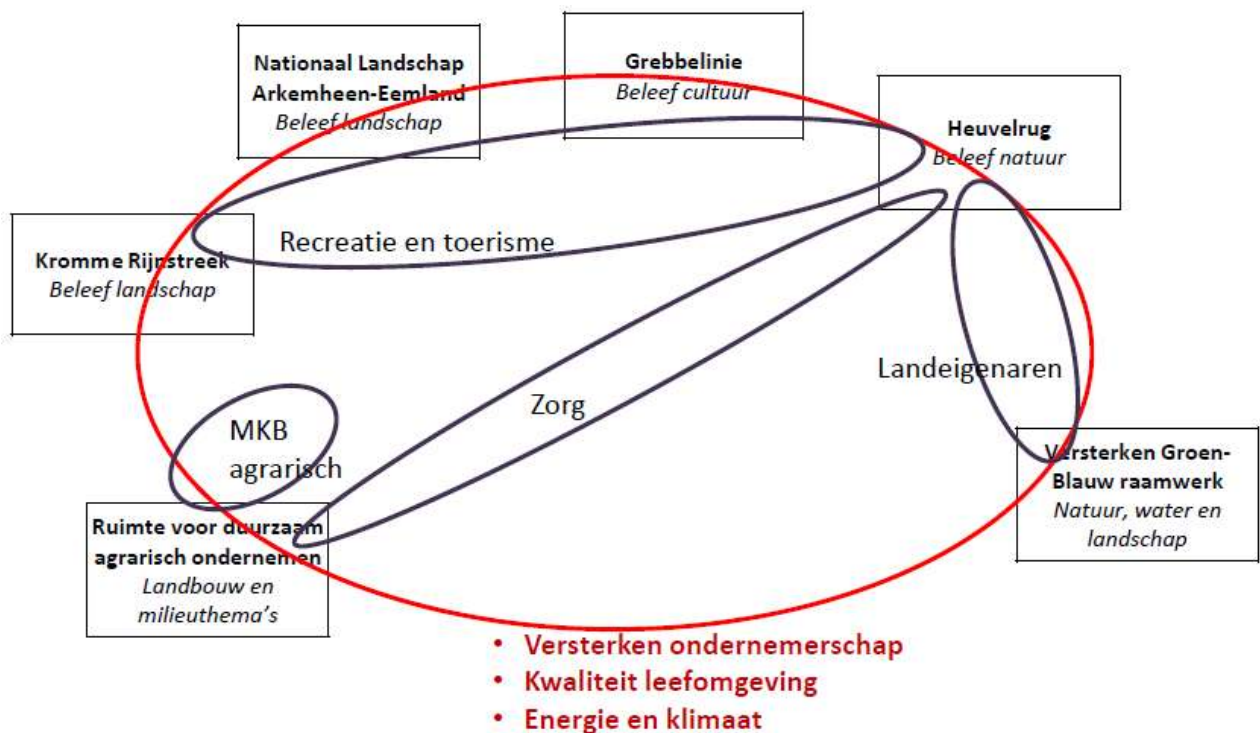 Nationaal Landschap
Arkemheen-Eemland
Beleef landschap
Grebbelinie
Beleef cultuur
Heuvelrug
Beleef natuur
Kromme Rijnstreek
Beleef landschap
Recreatie en toerisme
Landeigenaren
Zorg
MKB
agrarisch
Versterken Groen-
Blauw raamwerk
Natuur, water en
landschap
Ruimte voor duurzaam
agrarisch ondernemen
Landbouw en
milieuthema's
• Versterken ondernemerschap
• Kwaliteit leefomgeving
• Energie en klimaat